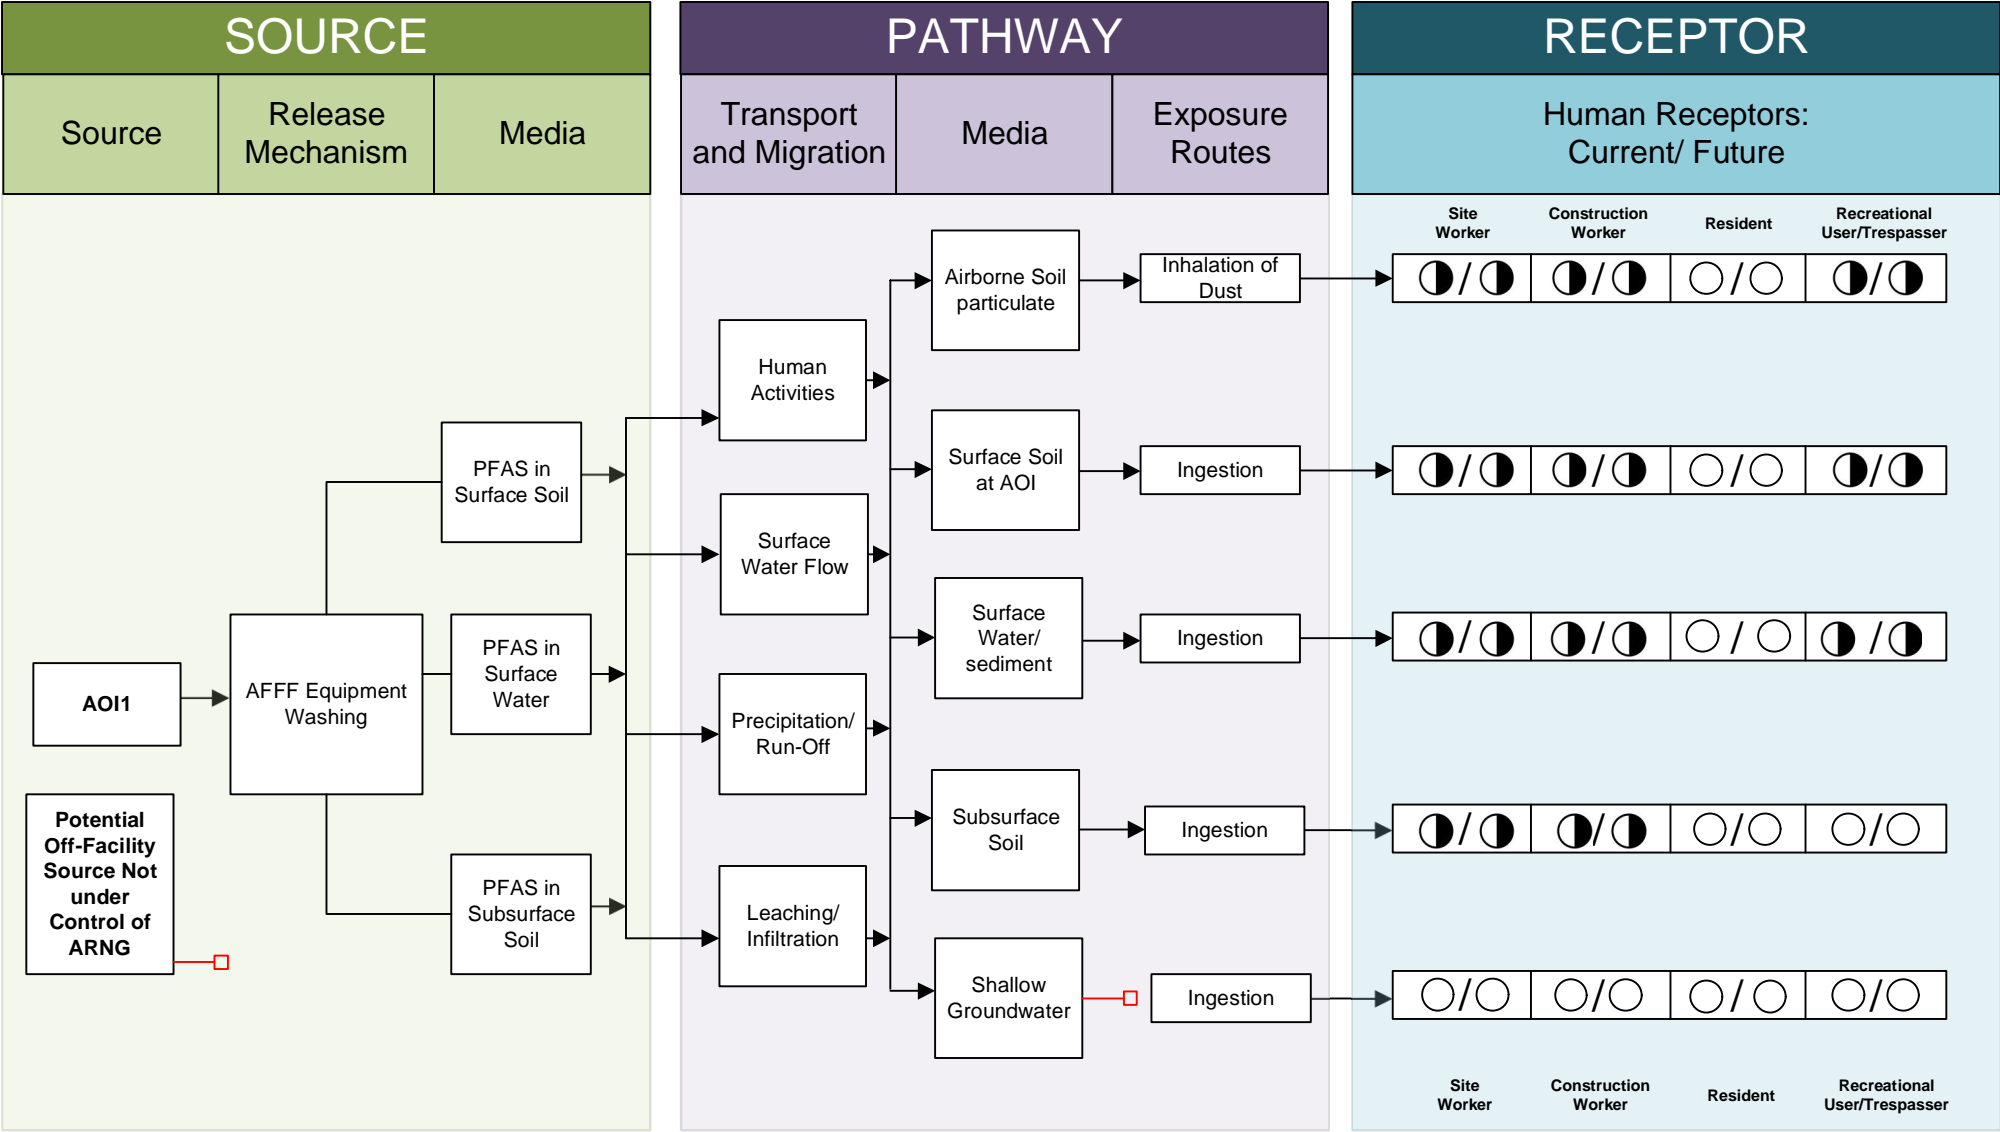 SOURCE
PATHWAY
RECEPTOR
Source
Release
Mechanism
Media
Transport
and Migration
Media
Exposure
Routes
Human Receptors:
Current/ Future
Site
Worker
Construction
Worker
Resident
Recreational
User/Trespasser
AOI1
Potential
Off-Facility
Source Not
under
Control of
ARNG
AFFF Equipment
Washing
PFAS in
Surface Soil
PFAS in
Surface
Water
PFAS in
Subsurface
Soil
Human
Activities
Surface
Water Flow
Precipitation/
Run-Off
Leaching/
Infiltration
Airborne Soil
particulate
Surface Soil
at AOI
Surface
Water/
sediment
Subsurface
Soil
Shallow
Groundwater
Inhalation of
Dust
Ingestion
Ingestion
Ingestion
Ingestion
/ / / /
/ / / /
/ / / /
/ / / /
/ / / /
Site
Worker
Construction
Worker
Resident
Recreational
User/Trespasser